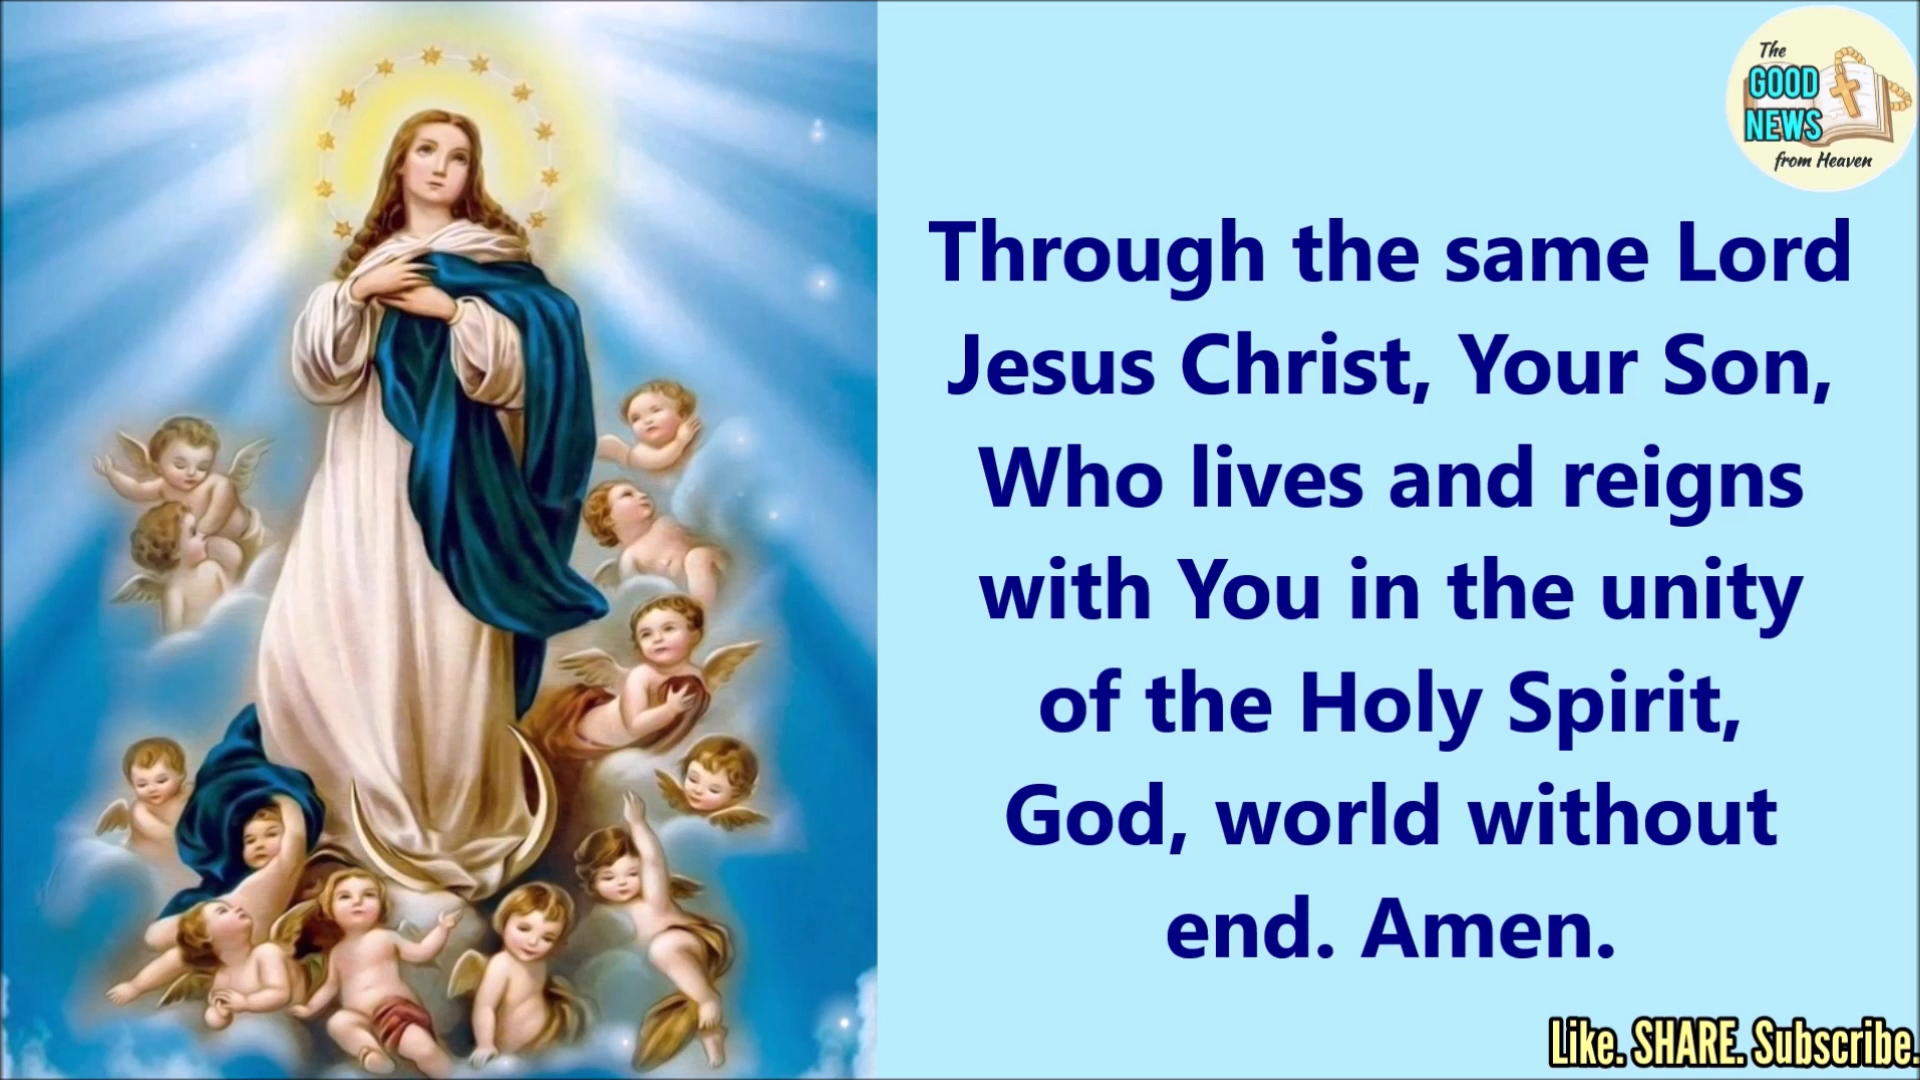 The
GOOD
NEWS
from Heaven
Through the same Lord
Jesus Christ, Your Son,
Who lives and reigns
with You in the unity
of the Holy Spirit,
God, world without
end. Amen.
Like. SHARE. Subscribe.